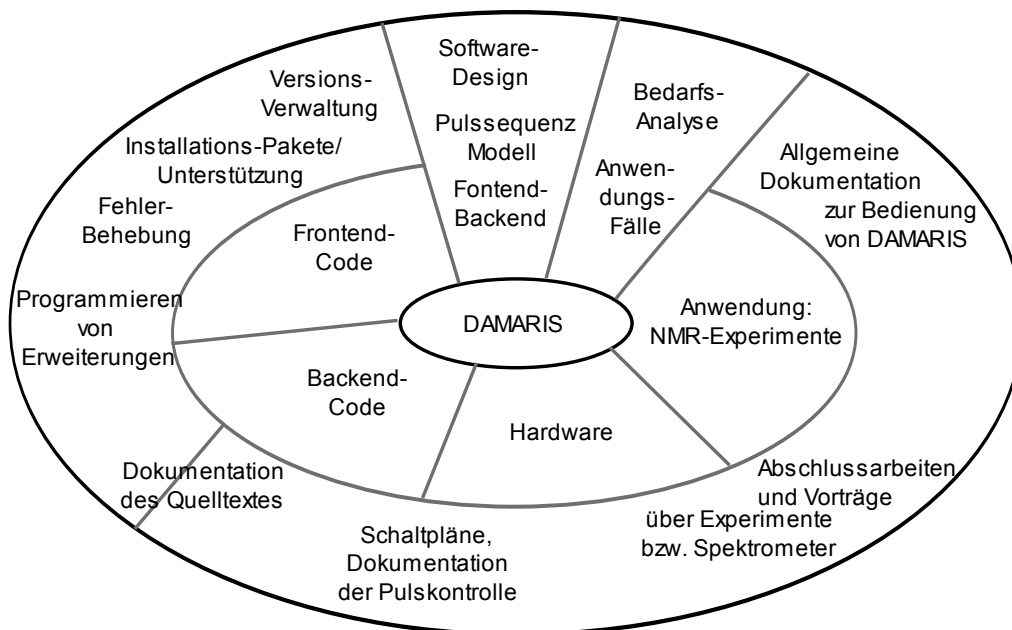 Software-
Design
Pulssequenz
Modell
Fontend-
Backend
Versions-
Verwaltung
Installations-Pakete/
Unterstützung
Fehler-
Behebung
Programmieren
von
Erweiterungen
Frontend-
Code
Backend-
Code
Dokumentation
des Quelltextes
DAMARIS
Bedarfs-
Analyse
Anwen-
dungs-
Fälle
Allgemeine
Dokumentation
zur Bedienung
von DAMARIS
Anwendung:
NMR-Experimente
Hardware
Abschlussarbeiten
und Vorträge
über Experimente
bzw. Spektrometer
Schaltpläne,
Dokumentation
der Pulskontrolle